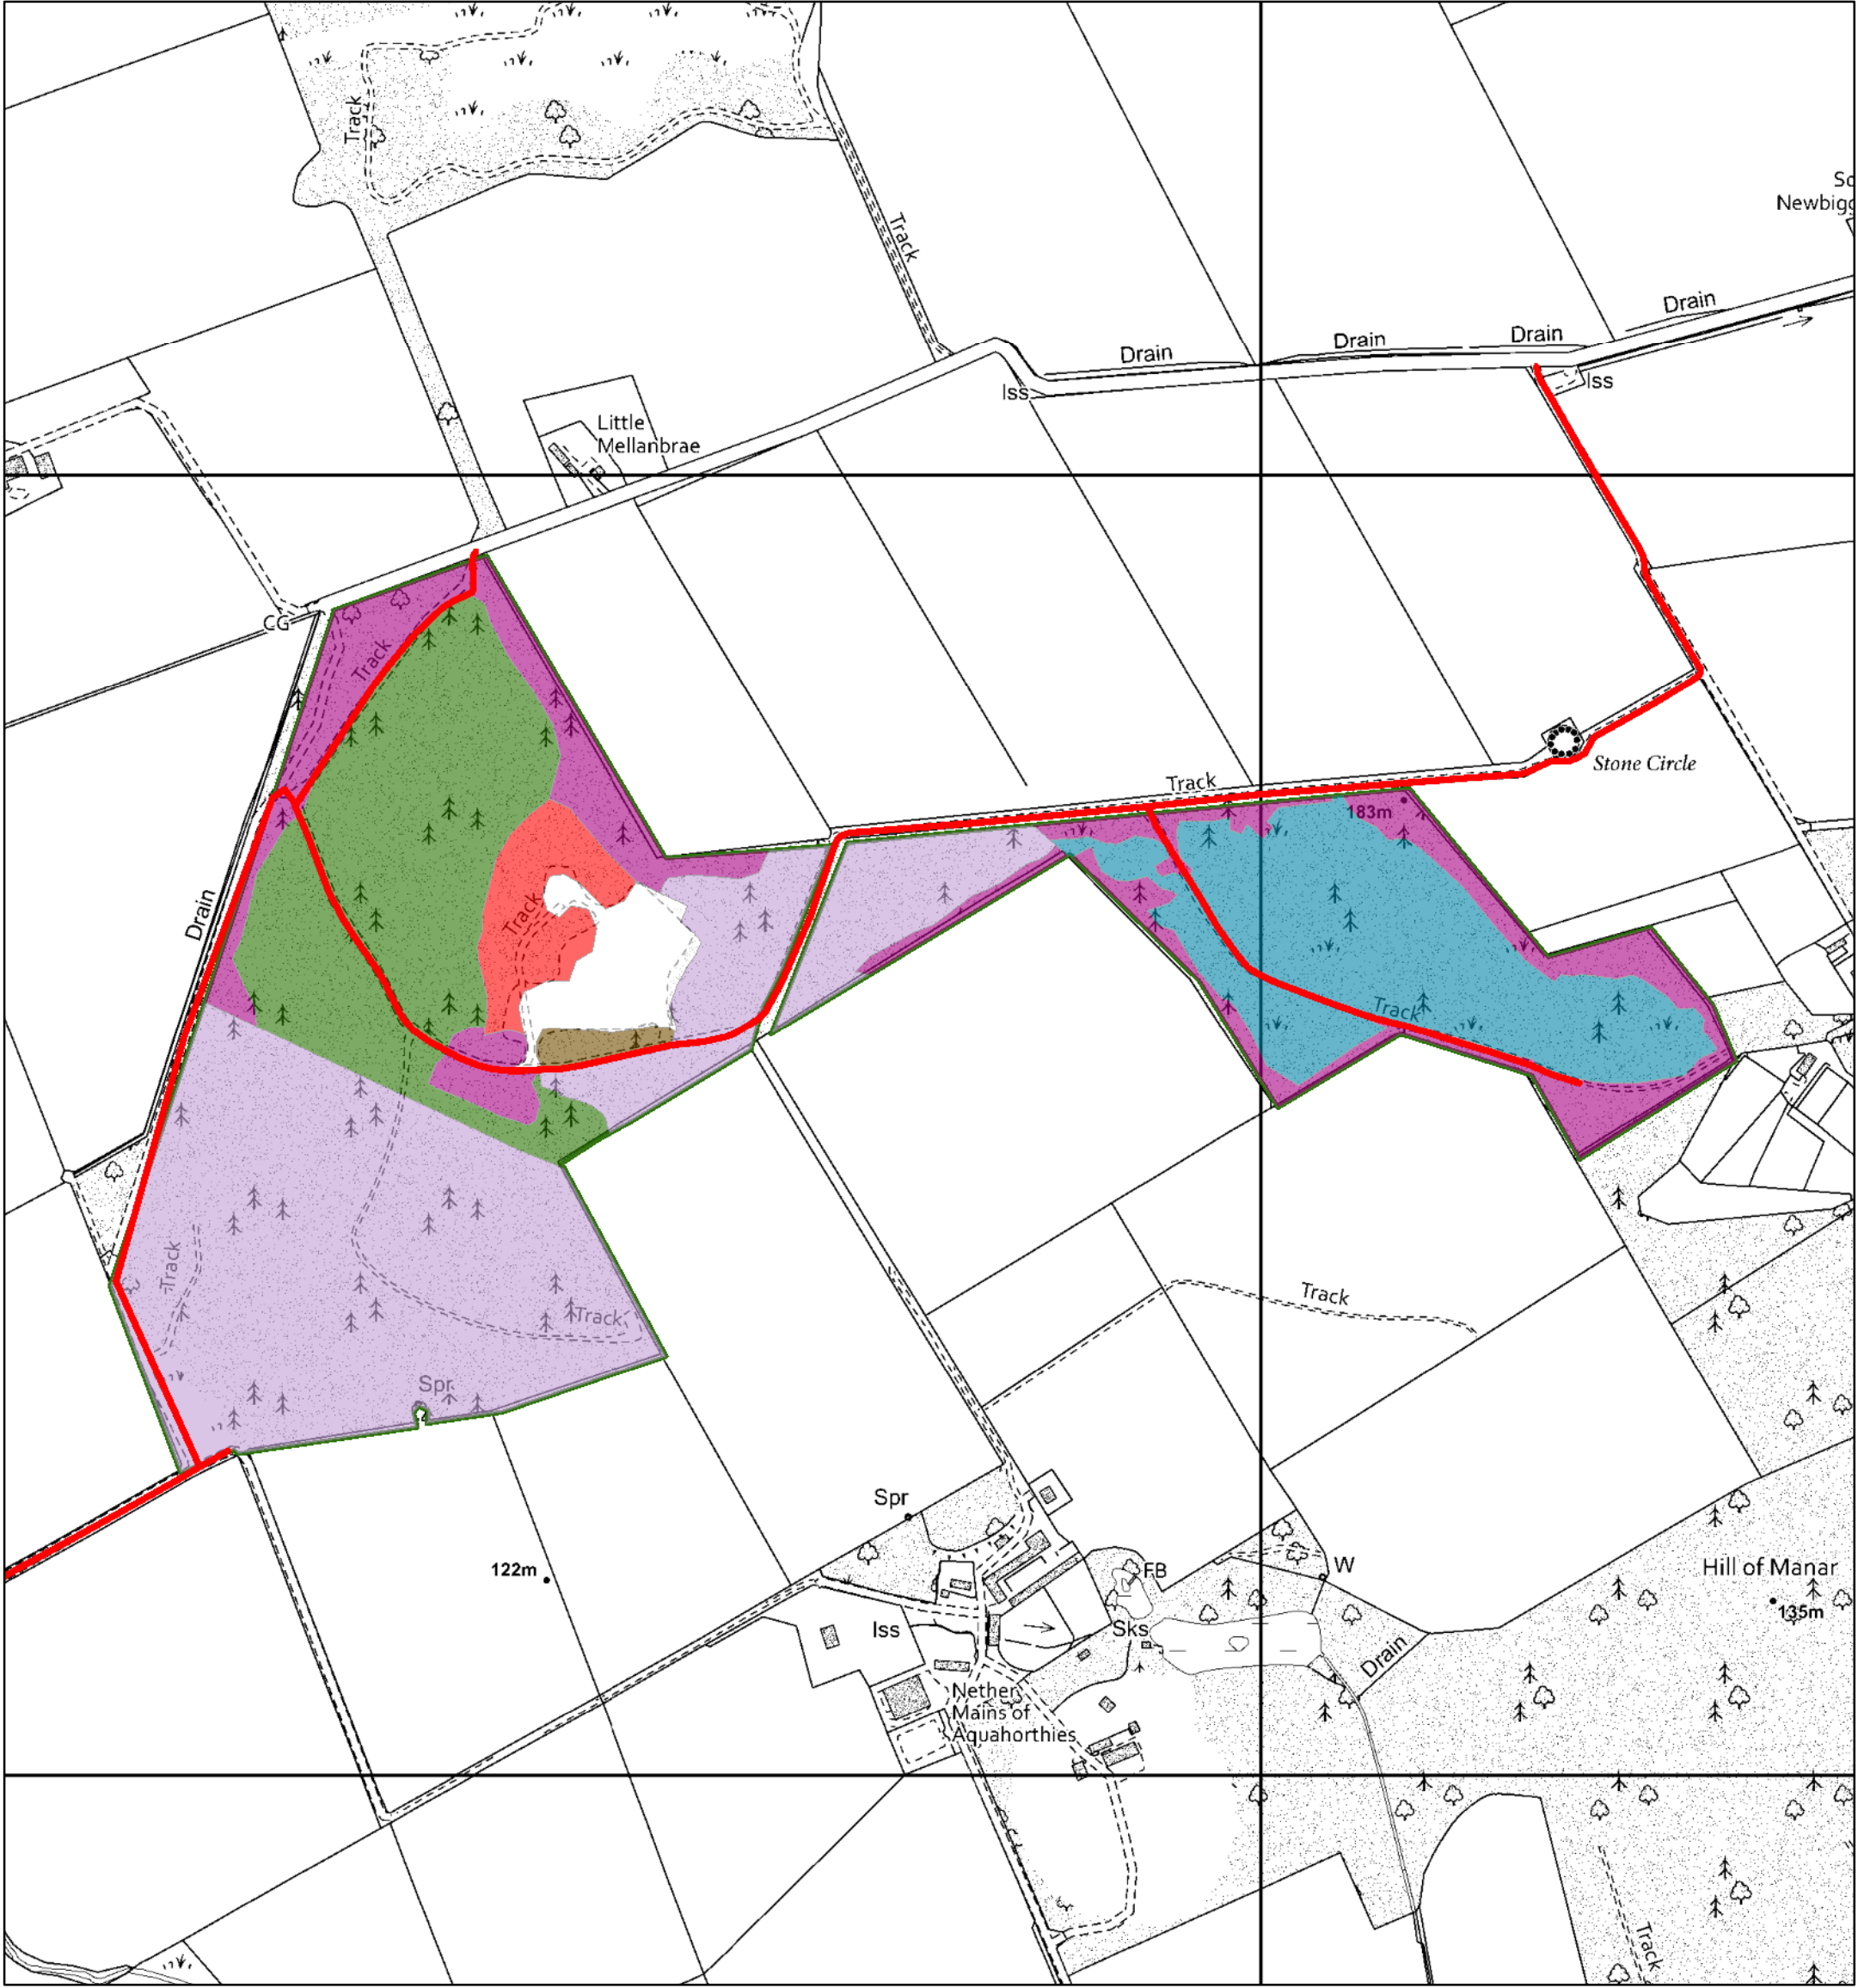 Track
Track
So
Newbigg
Drain
Drain
Drain
Drain
Iss
Iss
Little
Mellanbrae
CG
Track
Track
Stone Circle
183m
Drain
Track
Track
Track
Track
Track
Spr
Spr
122m
FB
W
Hill of Manar
135m
Iss
Sks
Drain
Nether
Mains of
Aquahorthies
Track